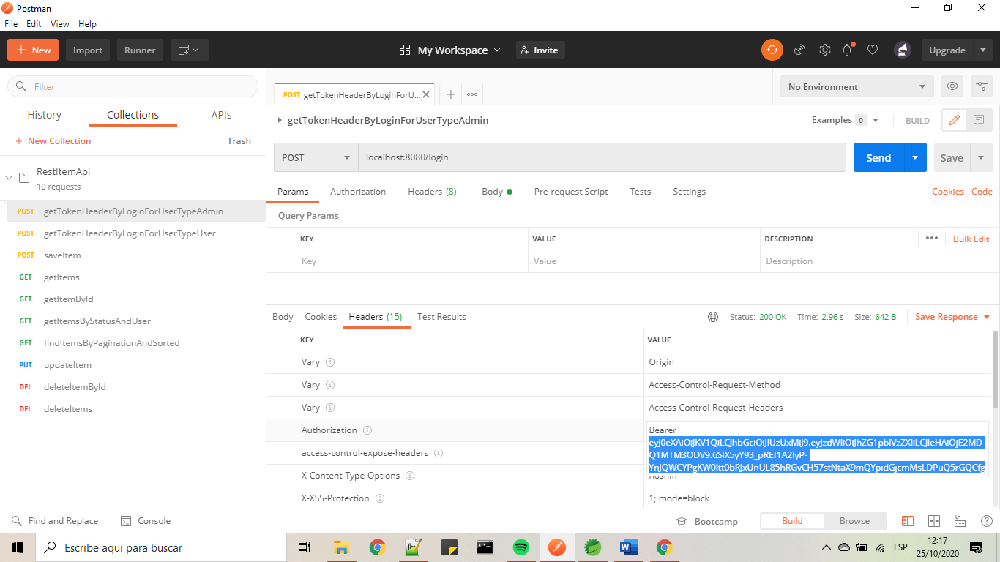 Postman
File Edit View Help
New Import Runner My Workspace Invite Upgrade
Filter
History Collections APIs
+ New Collection Trash
RestItemApi
10 requests
POST getTokenHeaderByLoginForUserTypeAdmin
POST getTokenHeaderByLoginForUserTypeUser
POST saveItem
GET getItems
GET getItemById
GET getItemsByStatusAndUser
GET findItemsByPaginationAndSorted
PUT updateItem
DEL deleteItemById
DEL deleteItems
POST getTokenHeaderByLoginForU...
No Environment
getTokenHeaderByLoginForUserTypeAdmin
Examples 0 BUILD
POST localhost:8080/login Send Save
Params Authorization Headers (8) Body Pre-request Script Tests Settings Cookies Code
Query Params
KEY VALUE DESCRIPTION Bulk Edit
Key Value Description
Body Cookies Headers (15) Test Results Status: 200 OK Time: 2.96 s Size: 642 B Save Response
KEY VALUE
Vary Origin
Vary Access-Control-Request-Method
Vary Access-Control-Request-Headers
Authorization Bearer
access-control-expose-headers
X-Content-Type-Options
X-XSS-Protection 1; mode=block
Find and Replace Console Bootcamp Build Browse
Escribe aquí para buscar
ESP
12:17
25/10/2020